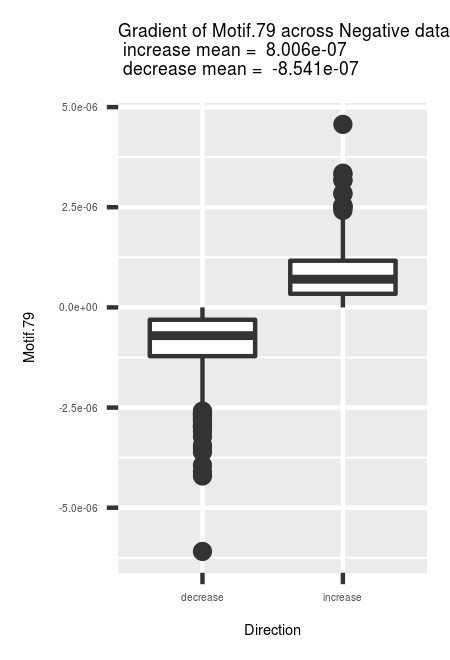 Gradient of Motif.79 across Negative data
increase mean =  8.006e-07
decrease mean =  -8.541e-07
5.0e-06
2.5e-06
0.0e+00
-2.5e-06
-5.0e-06
Motif.79
decrease increase
Direction